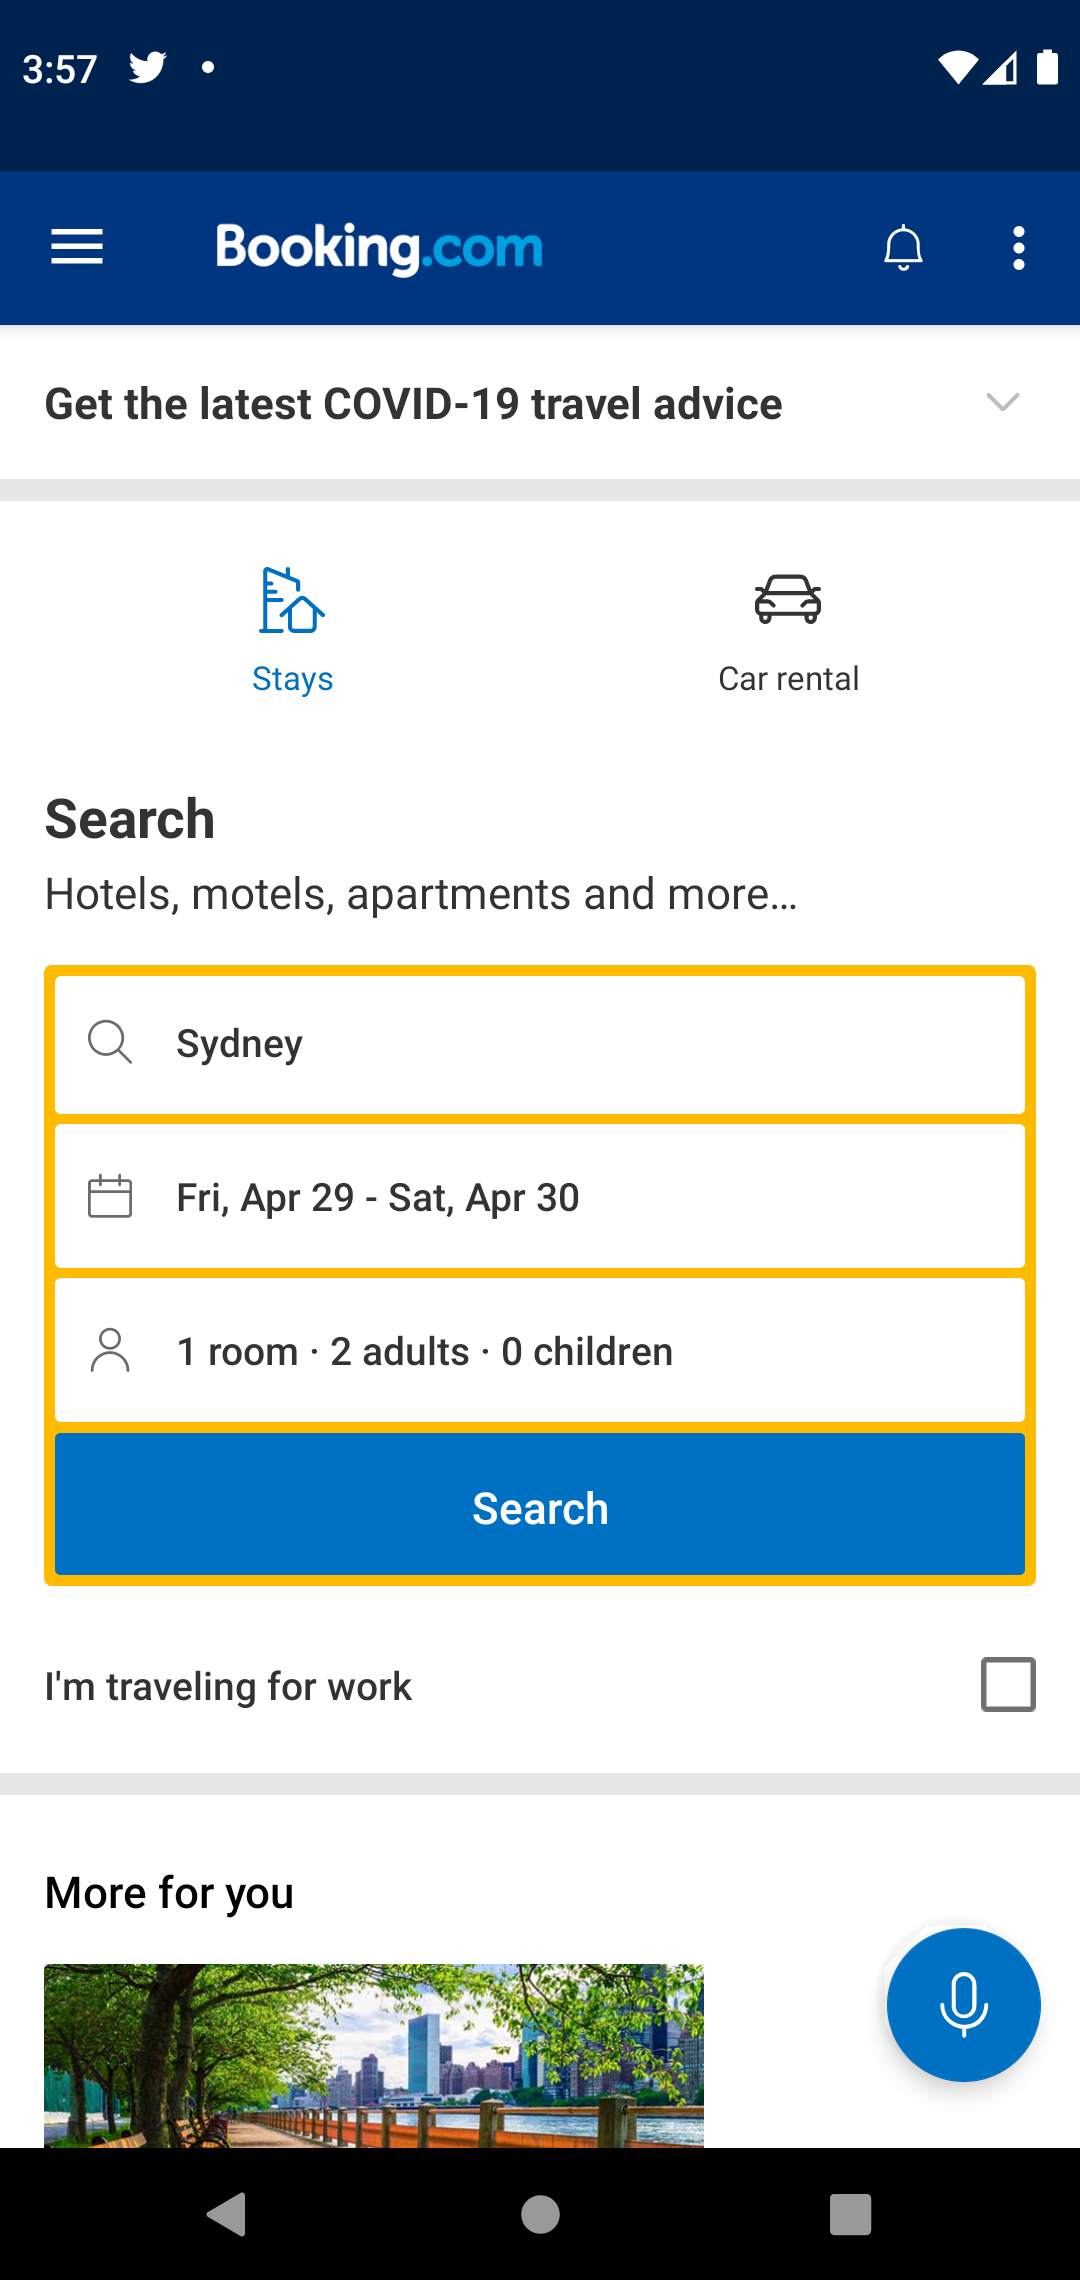 3:57
Booking.com
Get the latest COVID-19 travel advice
Stays
Car rental
Search
Hotels, motels, apartments and more...
Sydney
Fri, Apr 29 - Sat, Apr 30
1 room · 2 adults · 0 children
Search
I'm traveling for work
More for you